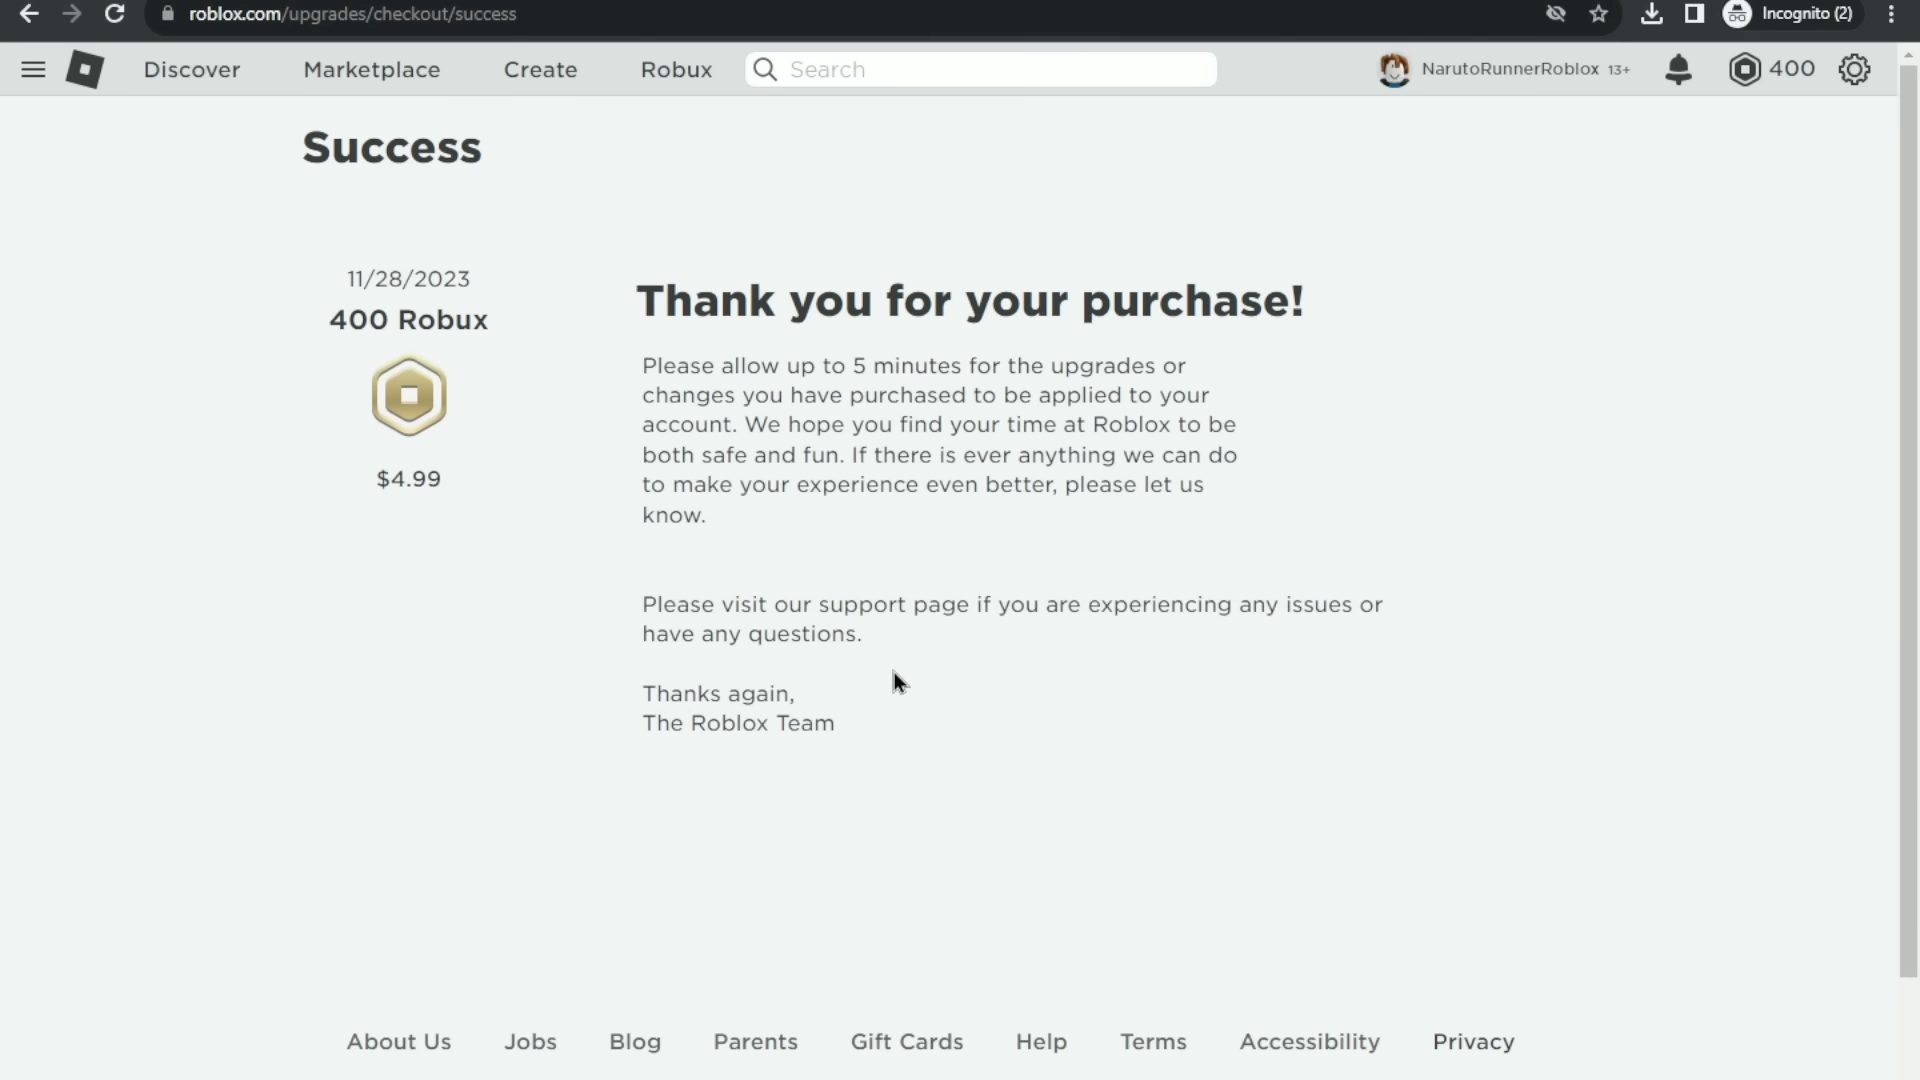 roblox.com/upgrades/checkout/success
Incognito (2)
Discover Marketplace Create Robux Search NarutoRunnerRoblox 13+ 400
Success
11/28/2023
400 Robux
$4.99
Thank you for your purchase!
Please allow up to 5 minutes for the upgrades or
changes you have purchased to be applied to your
account. We hope you find your time at Roblox to be
both safe and fun. If there is ever anything we can do
to make your experience even better, please let us
know.
Please visit our support page if you are experiencing any issues or
have any questions.
Thanks again,
The Roblox Team
About Us Jobs Blog Parents Gift Cards Help Terms Accessibility Privacy